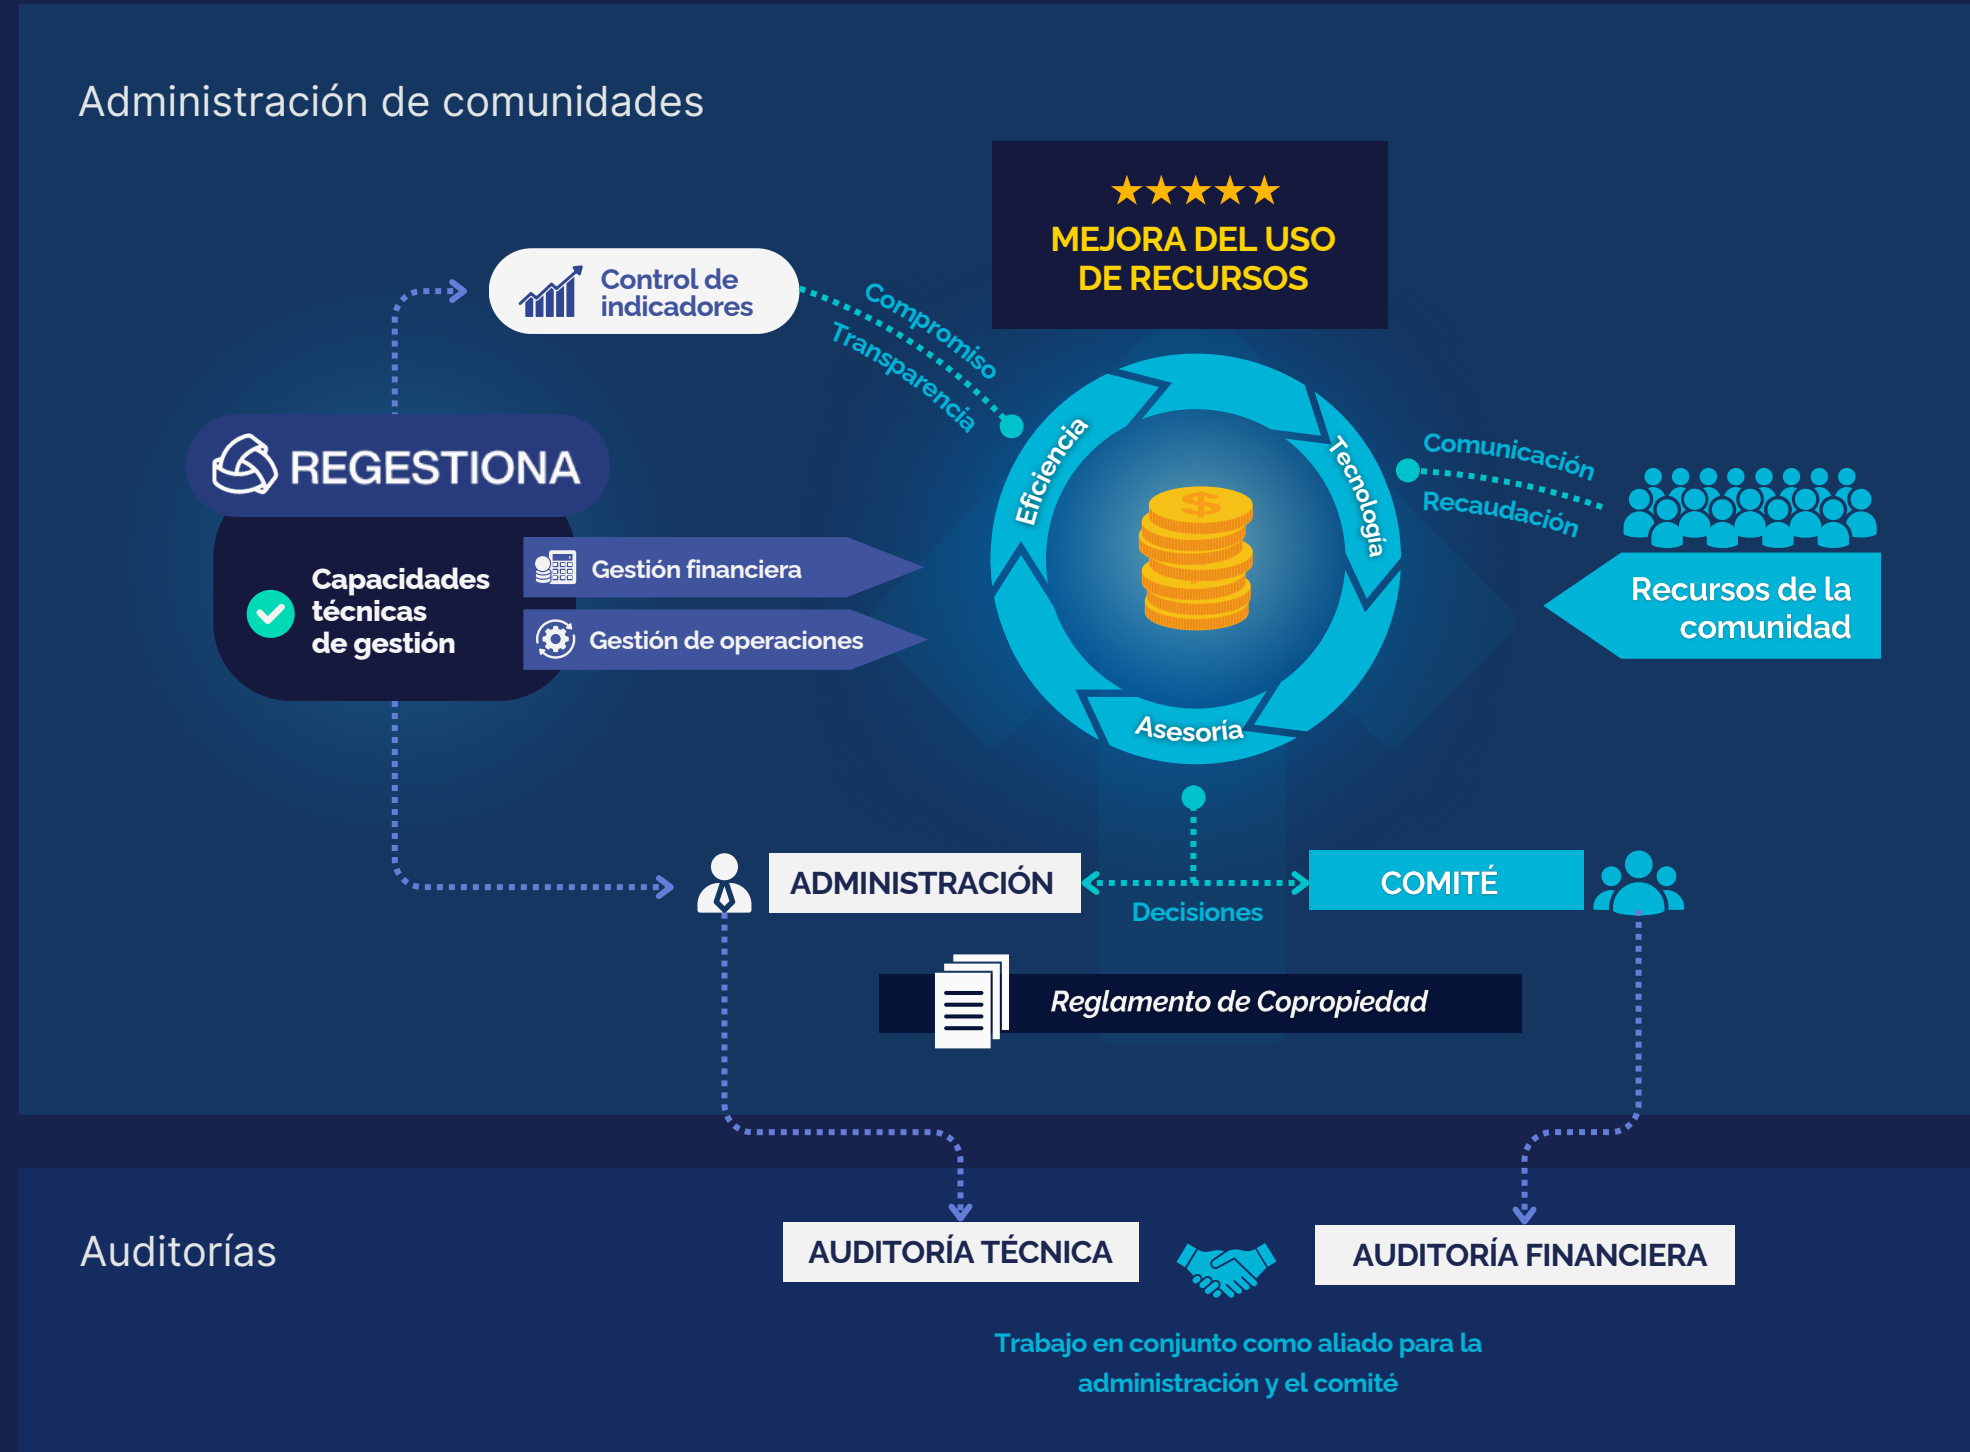 Administración de comunidades
MEJORA DEL USO
DE RECURSOS
Control de
indicadores
Compromiso
Transparencia
REGESTIONA
Capacidades
técnicas
de gestión
Gestión financiera
Gestión de operaciones
Eficiencia
Tecnología
Asesoría
$
Comunicación
Recaudación
Recursos de la
comunidad
ADMINISTRACIÓN
Decisiones
COMITÉ
Reglamento de Copropiedad
Auditorías
AUDITORÍA TÉCNICA
AUDITORÍA FINANCIERA
Trabajo en conjunto como aliado para la
administración y el comité